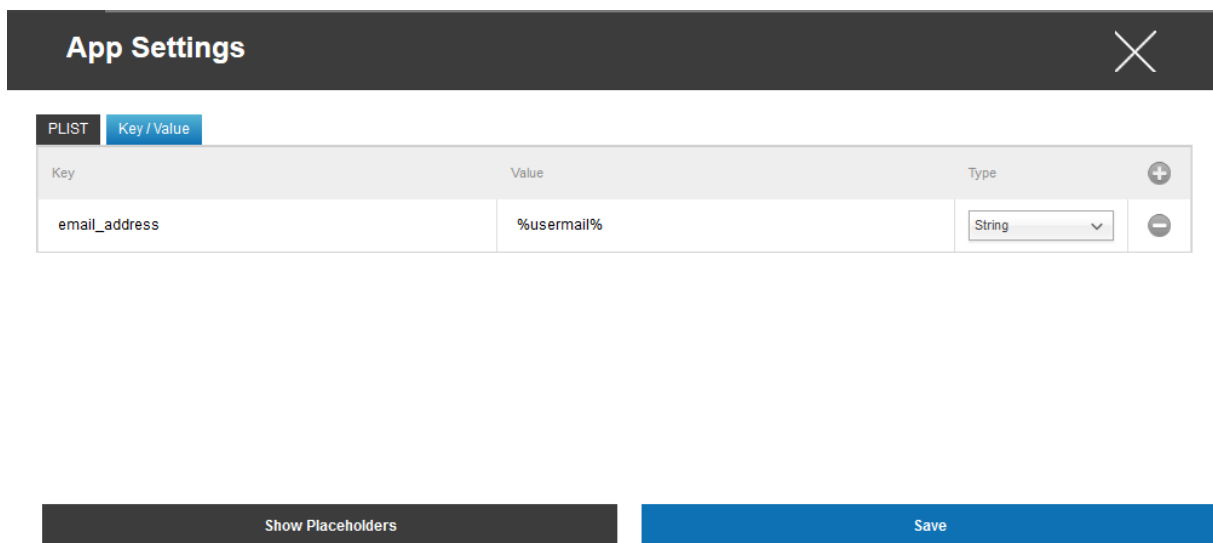 App Settings
PLIST Key / Value
Key Value Type
email_address %usermail% String
Show Placeholders Save